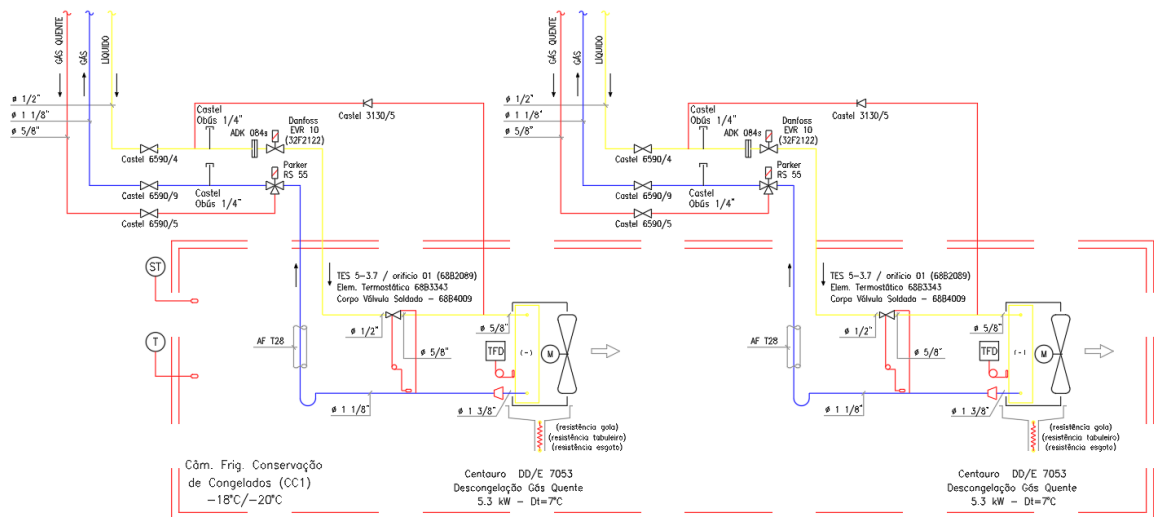 GÁS QUENTE
GÁS
LÍQUIDO
ø 1/2"
ø 1 1/8"
ø 5/8"
Castel
Obús 1/4"
ADK 084s
Danfoss
EVR 10
(32F2122)
Castel 3130/5
Castel 6590/4
Parker
RS 55
Castel 6590/9
Castel
Obús 1/4"
Castel 6590/5
GÁS QUENTE
GÁS
LÍQUIDO
ø 1/2"
ø 1 1/8"
ø 5/8"
Castel
Obús 1/4"
ADK 084s
Danfoss
EVR 10
(32F2122)
Castel 3130/5
Castel 6590/4
Parker
RS 55
Castel 6590/9
Castel
Obús 1/4"
Castel 6590/5
ST
T
TES 5-3.7 / orifício 01 (68B2089)
Elem. Termostático 68B3343
Corpo Válvula Soldado - 68B4009
ø 1/2"
ø 5/8"
ø 5/8"
AF T28
TFD
(-)
M
ø 1 1/8"
ø 1 3/8"
(resistência gola)
(resistência tabuleiro)
(resistência esgoto)
TES 5-3.7 / orifício 01 (68B2089)
Elem. Termostático 68B3343
Corpo Válvula Soldado - 68B4009
ø 1/2"
ø 5/8"
ø 5/8"
AF T28
TFD
(-)
M
ø 1 1/8"
ø 1 3/8"
(resistência gola)
(resistência tabuleiro)
(resistência esgoto)
Câm. Frig. Conservação
de Congelados (CC1)
-18°C/-20°C
Centauro DD/E 7053
Descongelação Gás Quente
5.3 kW - Dt=7°C
Centauro DD/E 7053
Descongelação Gás Quente
5.3 kW - Dt=7°C